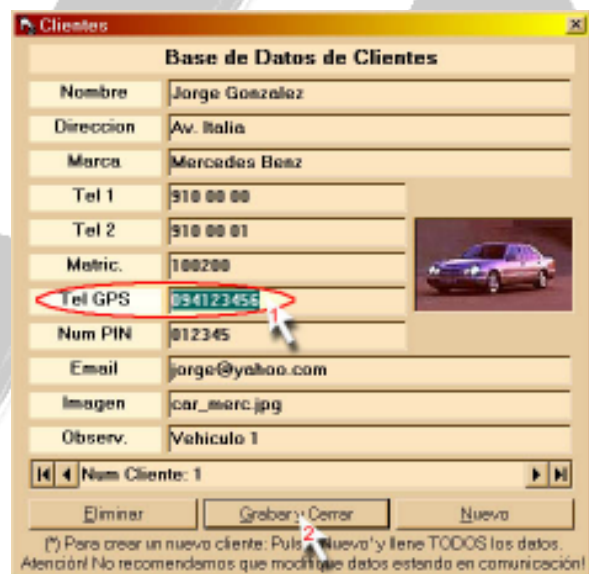 Clientes
Base de Datos de Clientes
Nombre Jorge Gonzalez
Direccion Av. Italia
Marca Mercedes Benz
Tel 1 910 00 00
Tel 2 910 00 01
Matric. 100200
Tel GPS 094123456
1
Num PIN 012345
Email jorge@yahoo.com
Imagen car_merc.jpg
Observ. Vehiculo 1
Num Cliente: 1
Eliminar Grabar y Cerrar Nuevo
2
(*) Para crear un nuevo cliente: Pulse 'Nuevo' y llene TODOS los datos.
Atención! No recomendamos que modifique datos estando en comunicación!